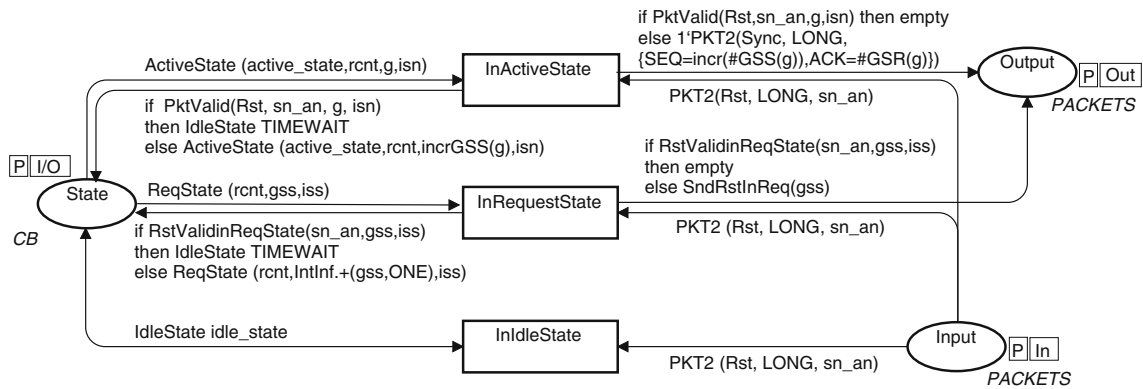 if PktValid(Rst,sn_an,g,isn) then empty
else 1‘PKT2(Sync, LONG,
{SEQ=incr(#GSS(g)),ACK=#GSR(g)})
ActiveState (active_state,rcnt,g,isn)
InActiveState
Output
P Out
PACKETS
PKT2(Rst, LONG, sn_an)
if PktValid(Rst, sn_an, g, isn)
then IdleState TIMEWAIT
else ActiveState (active_state,rcnt,incrGSS(g),isn)
if RstValidinReqState(sn_an,gss,iss)
then empty
else SndRstInReq(gss)
P I/O
State
CB
ReqState (rcnt,gss,iss)
InRequestState
PKT2 (Rst, LONG, sn_an)
if RstValidinReqState(sn_an,gss,iss)
then IdleState TIMEWAIT
else ReqState (rcnt,IntInf.+(gss,ONE),iss)
IdleState idle_state
InIdleState
PKT2 (Rst, LONG, sn_an)
Input
P In
PACKETS